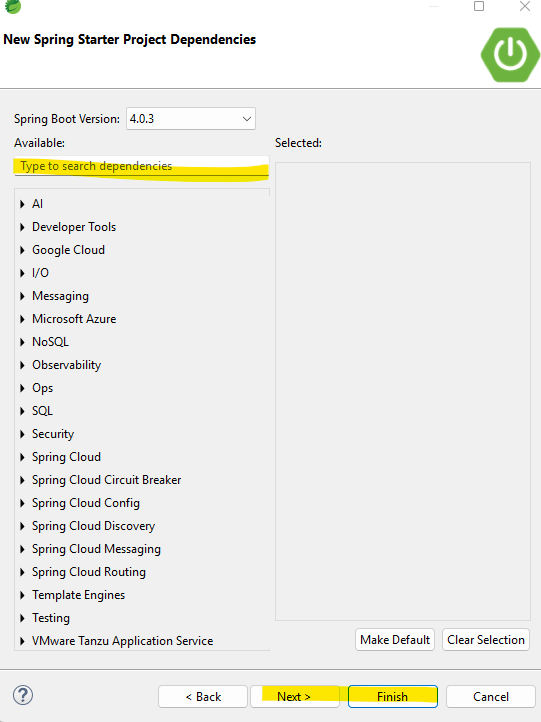 New Spring Starter Project Dependencies
Spring Boot Version: 4.0.3
Available:
Selected:
Type to search dependencies
AI
Developer Tools
Google Cloud
I/O
Messaging
Microsoft Azure
NoSQL
Observability
Ops
SQL
Security
Spring Cloud
Spring Cloud Circuit Breaker
Spring Cloud Config
Spring Cloud Discovery
Spring Cloud Messaging
Spring Cloud Routing
Template Engines
Testing
VMware Tanzu Application Service
Make Default
Clear Selection
?
< Back
Next >
Finish
Cancel